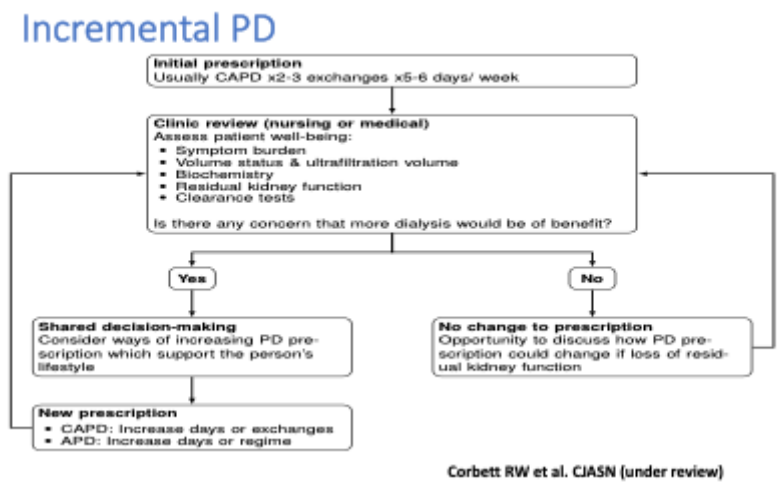 Incremental PD
Initial prescription
Usually CAPD x2-3 exchanges x5-6 days/ week
Clinic review (nursing or medical)
Assess patient well-being:
• Symptom burden
• Volume status & ultrafiltration volume
• Biochemistry
• Residual kidney function
• Clearance tests
Is there any concern that more dialysis would be of benefit?
Yes
No
Shared decision-making
Consider ways of increasing PD pre-
scription which support the person's
lifestyle
No change to prescription
Opportunity to discuss how PD pre-
scription could change if loss of resid-
ual kidney function
New prescription
• CAPD: Increase days or exchanges
• APD: Increase days or regime
Corbett RW et al. CJASN (under review)